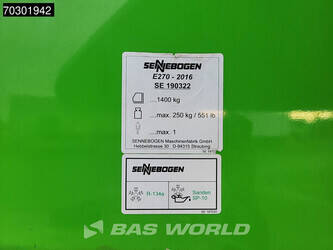 70301942
SENNEBOGEN
E270 - 2016
SE 190322
...1400 kg
...max. 250 kg / 551 lb
...max. 1
SENNEBOGEN Maschinenfabrik GmbH
Hebbelstrasse 30, D-94315 Straubing
SENNEBOGEN
R-134a
Sanden
SP-10
BAS WORLD